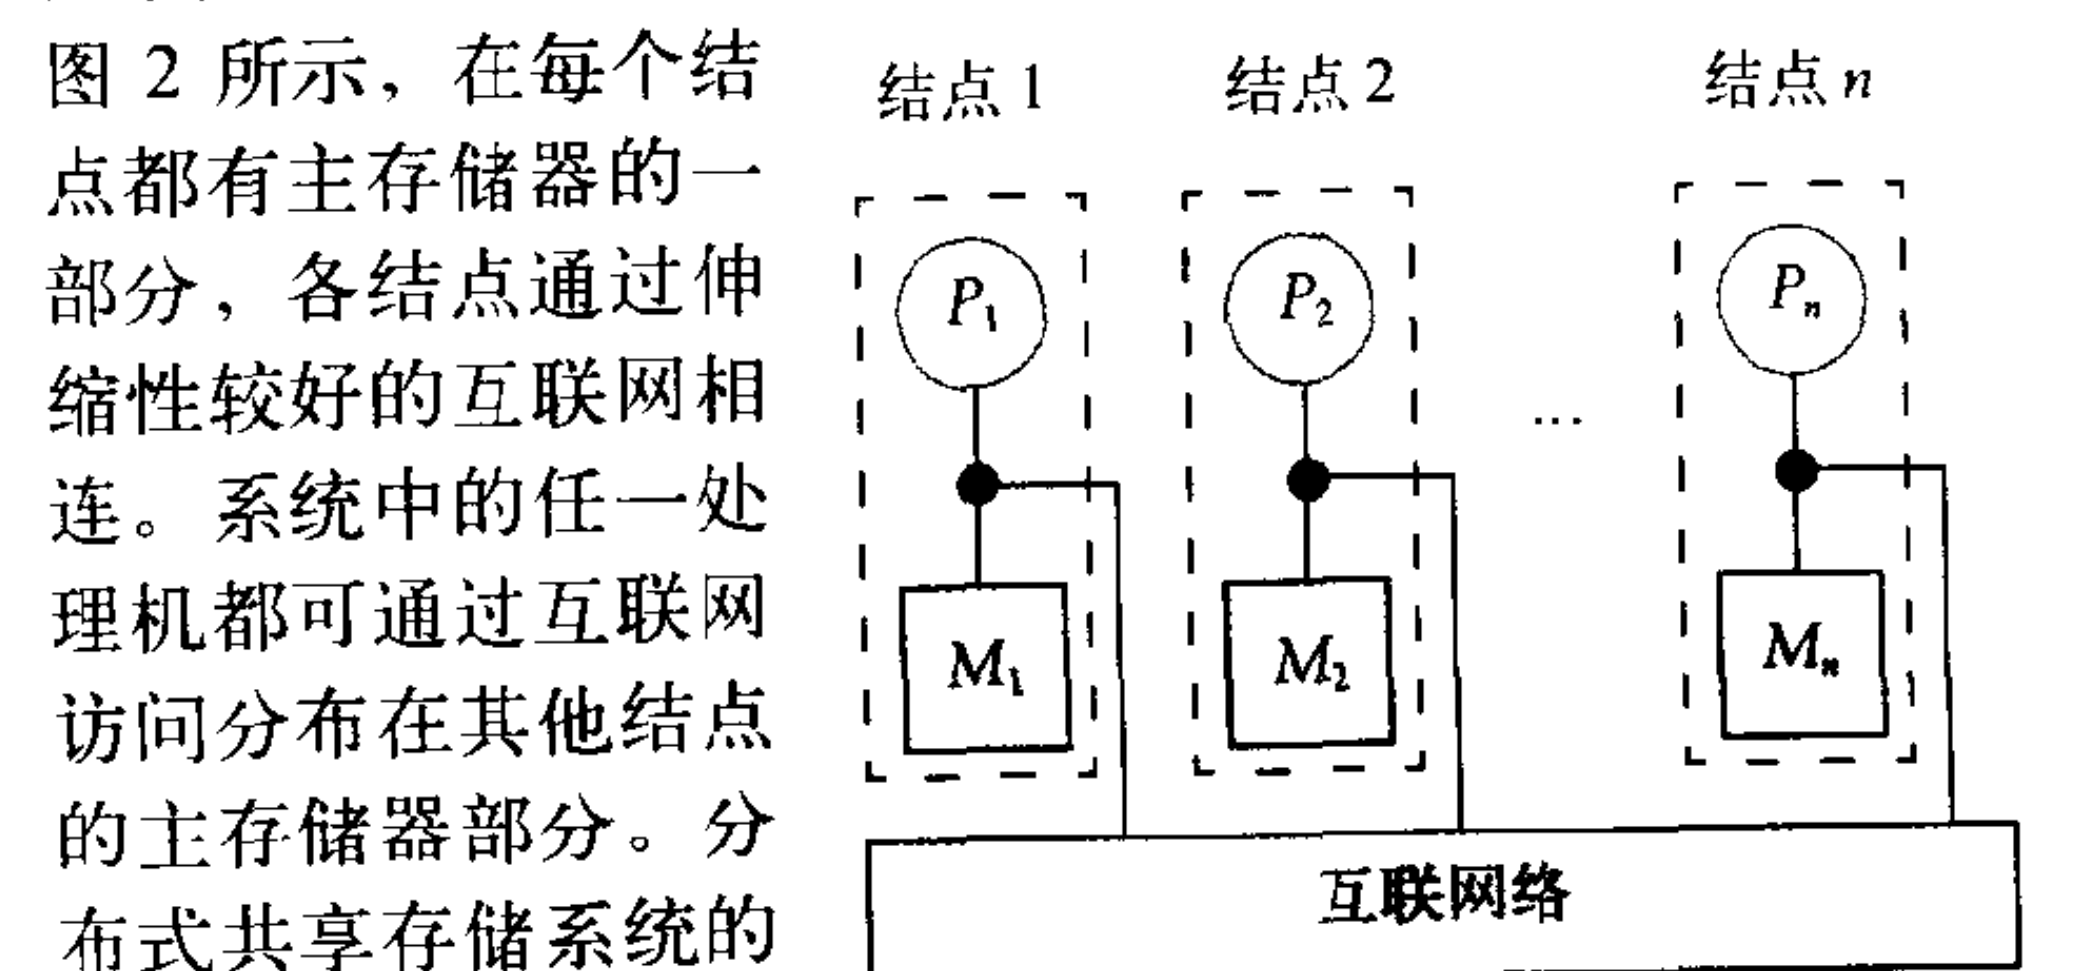 图 2 所示，在每个结
点都有主存储器的一
部分，各结点通过伸
缩性较好的互联网相
连。系统中的任一处
理机都可通过互联网
访问分布在其他结点
的主存储器部分。分
布式共享存储系统的
结点 1 结点 2 结点 n
P₁ P₂ Pₙ
...
M₁ M₂ Mₙ
互联网络